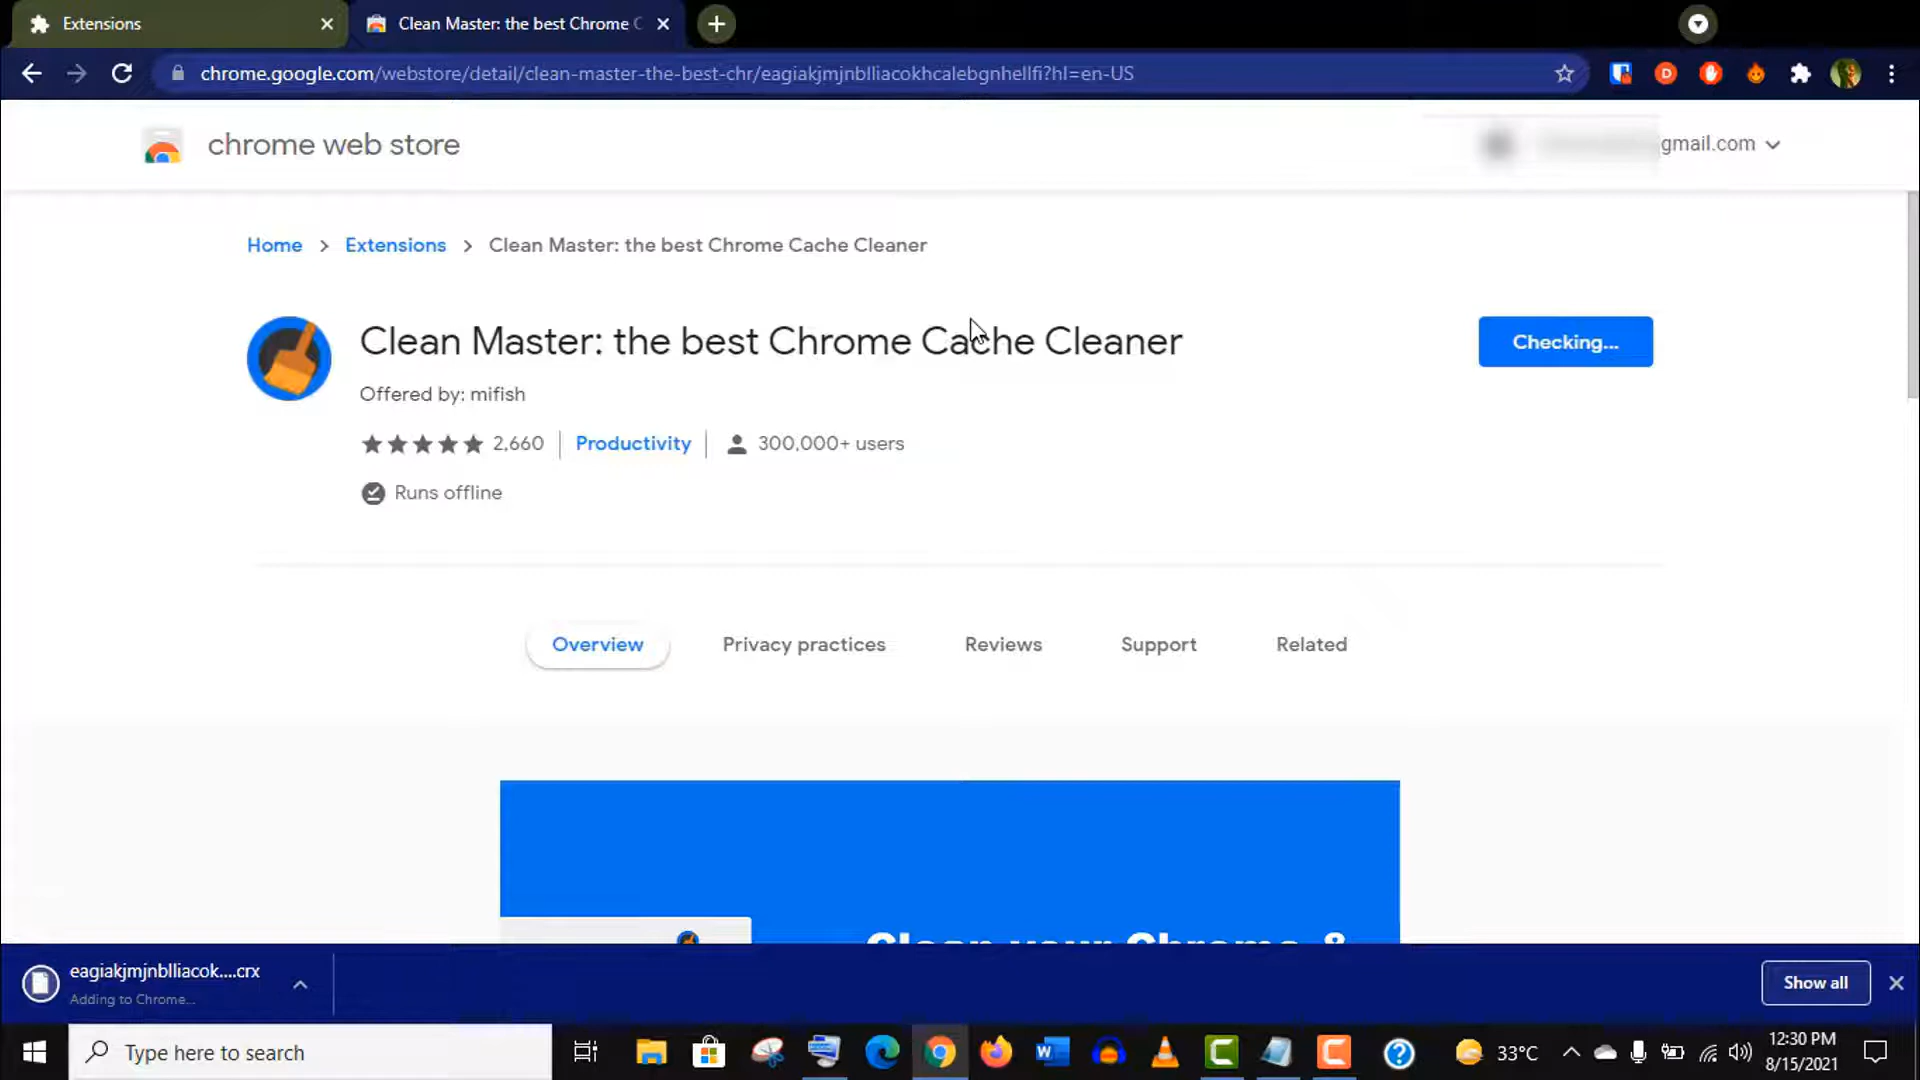 Extensions
Clean Master: the best Chrome C
chrome.google.com/webstore/detail/clean-master-the-best-chr/eagiakjmjnblliacokhcalebgnhellfi?hl=en-US
chrome web store
gmail.com
Home > Extensions > Clean Master: the best Chrome Cache Cleaner
Clean Master: the best Chrome Cache Cleaner
Checking...
Offered by: mifish
2,660 Productivity 300,000+ users
Runs offline
Overview Privacy practices Reviews Support Related
Clean your Chrome &
eagiakjmjnblliacok....crx
Adding to Chrome...
Show all
Type here to search
33°C
12:30 PM
8/15/2021